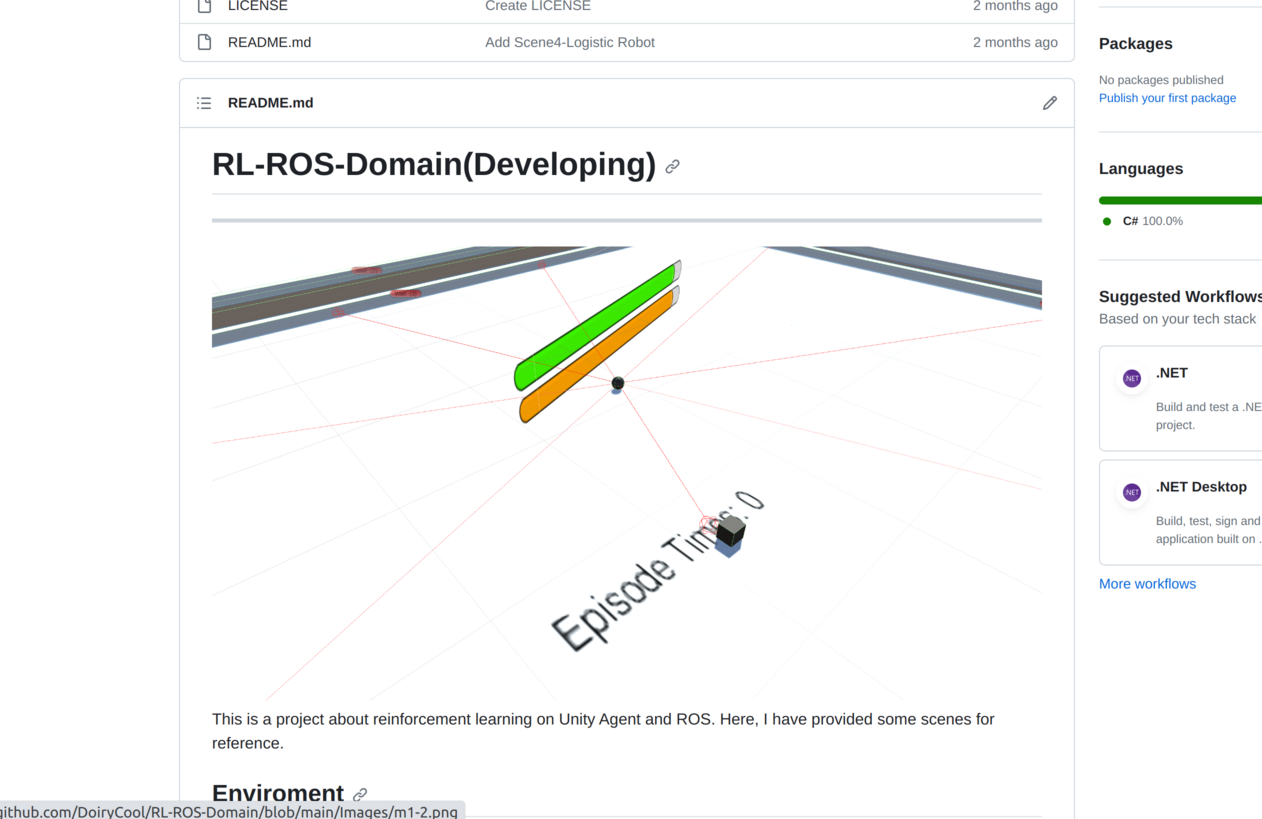 LICENSE Create LICENSE 2 months ago
README.md Add Scene4-Logistic Robot 2 months ago
README.md
RL-ROS-Domain(Developing)
Episode Times: 0
This is a project about reinforcement learning on Unity Agent and ROS. Here, I have provided some scenes for
reference.
Enviroment
github.com/DoiryCool/RL-ROS-Domain/blob/main/Images/m1-2.png
Packages
No packages published
Publish your first package
Languages
C# 100.0%
Suggested Workflows
Based on your tech stack
.NET
.NET
Build and test a .NE
project.
.NET
.NET Desktop
Build, test, sign and
application built on .
More workflows